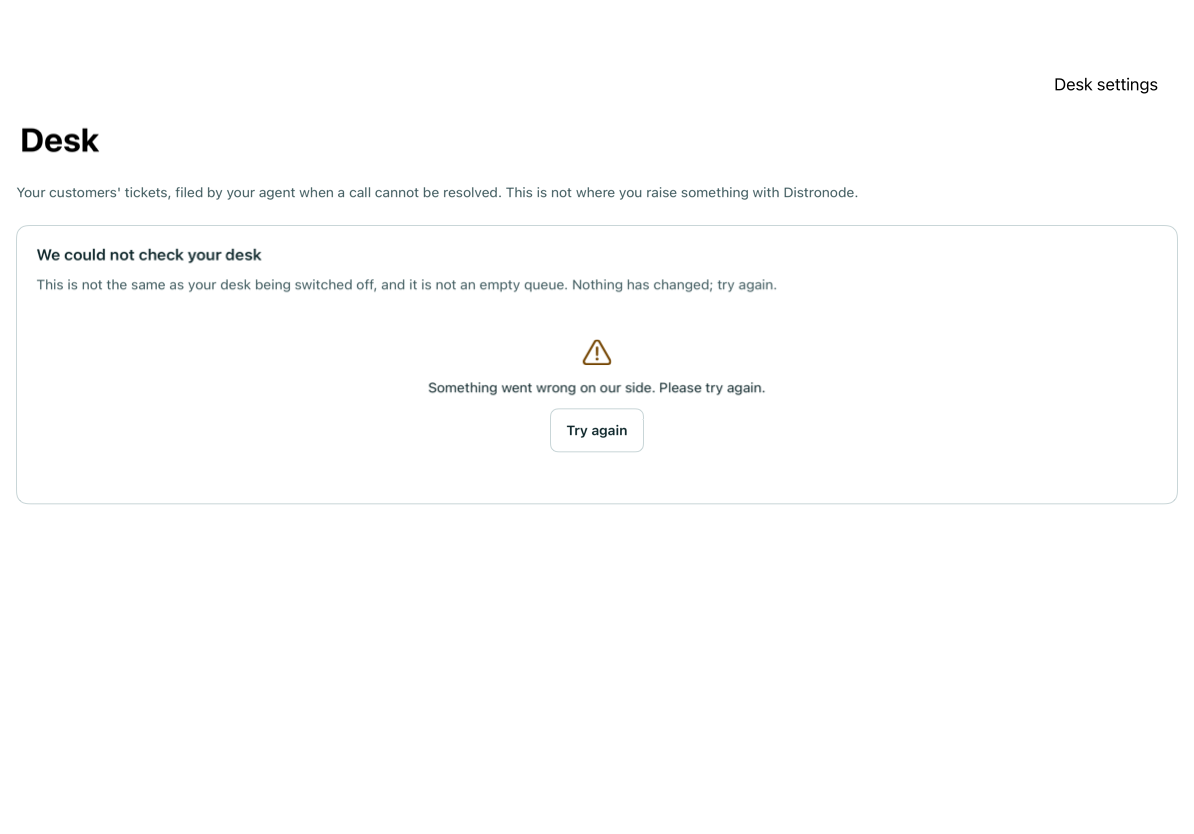 Desk settings
Desk
Your customers' tickets, filed by your agent when a call cannot be resolved. This is not where you raise something with Distronode.
We could not check your desk
This is not the same as your desk being switched off, and it is not an empty queue. Nothing has changed; try again.
Something went wrong on our side. Please try again.
Try again